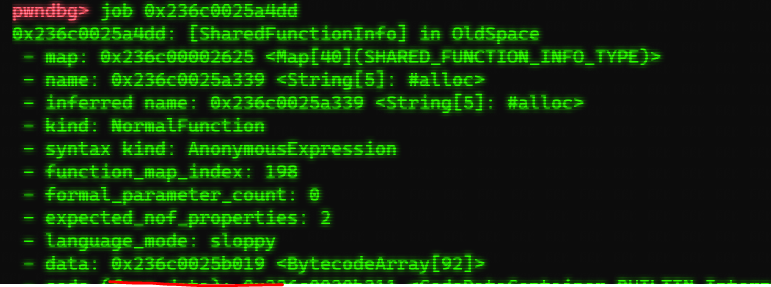 pwndbg> job 0x236c0025a4dd
0x236c0025a4dd: [SharedFunctionInfo] in OldSpace
- map: 0x236c00002625 <Map[40](SHARED_FUNCTION_INFO_TYPE)>
- name: 0x236c0025a339 <String[5]: #alloc>
- inferred name: 0x236c0025a339 <String[5]: #alloc>
- kind: NormalFunction
- syntax kind: AnonymousExpression
- function_map_index: 198
- formal_parameter_count: 0
- expected_nof_properties: 2
- language_mode: sloppy
- data: 0x236c0025b019 <BytecodeArray[92]>